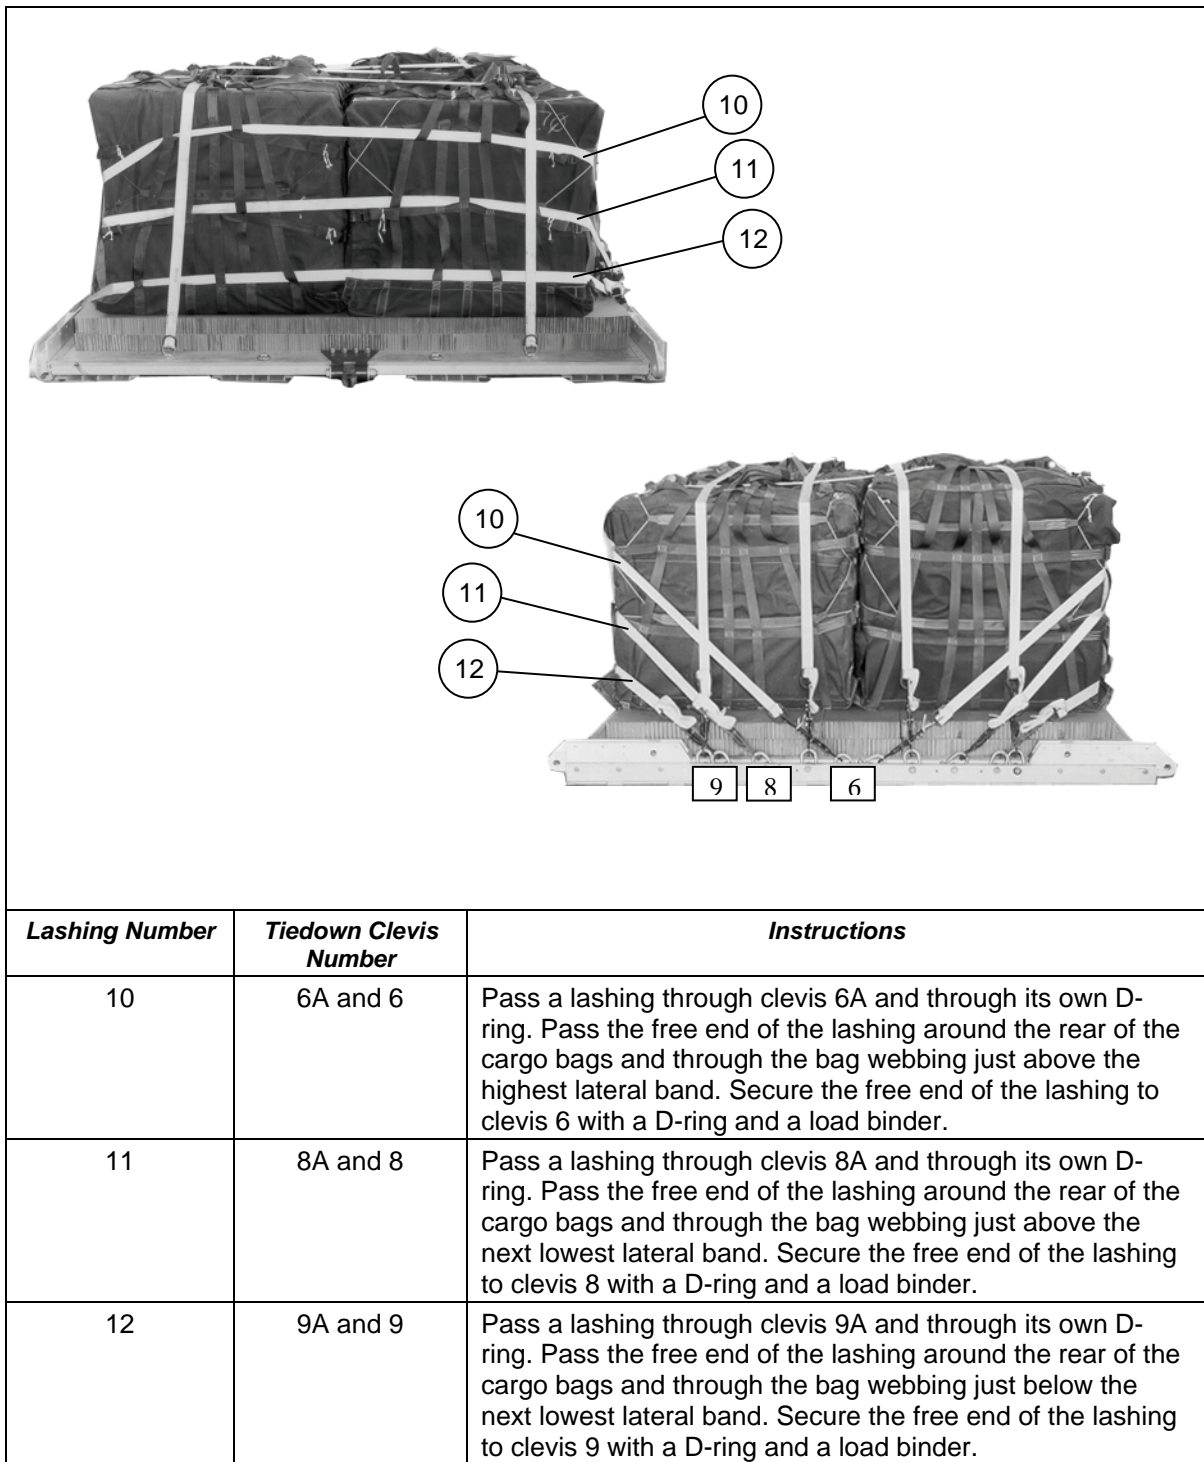 10
11
12
10
11
12
9 8 6
Lashing Number Tiedown Clevis Number Instructions
10 6A and 6 Pass a lashing through clevis 6A and through its own D-
ring. Pass the free end of the lashing around the rear of the
cargo bags and through the bag webbing just above the
highest lateral band. Secure the free end of the lashing to
clevis 6 with a D-ring and a load binder.
11 8A and 8 Pass a lashing through clevis 8A and through its own D-
ring. Pass the free end of the lashing around the rear of the
cargo bags and through the bag webbing just above the
next lowest lateral band. Secure the free end of the lashing
to clevis 8 with a D-ring and a load binder.
12 9A and 9 Pass a lashing through clevis 9A and through its own D-
ring. Pass the free end of the lashing around the rear of the
cargo bags and through the bag webbing just below the
next lowest lateral band. Secure the free end of the lashing
to clevis 9 with a D-ring and a load binder.